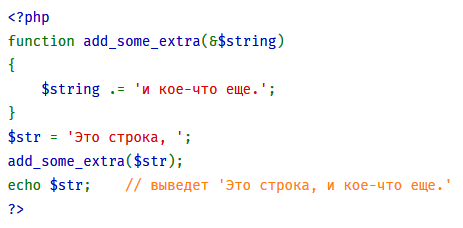 <?php
function add_some_extra(&$string)
{
    $string .= 'и кое-что еще.';
}
$str = 'Это строка, ';
add_some_extra($str);
echo $str;    // выведет 'Это строка, и кое-что еще.'
?>